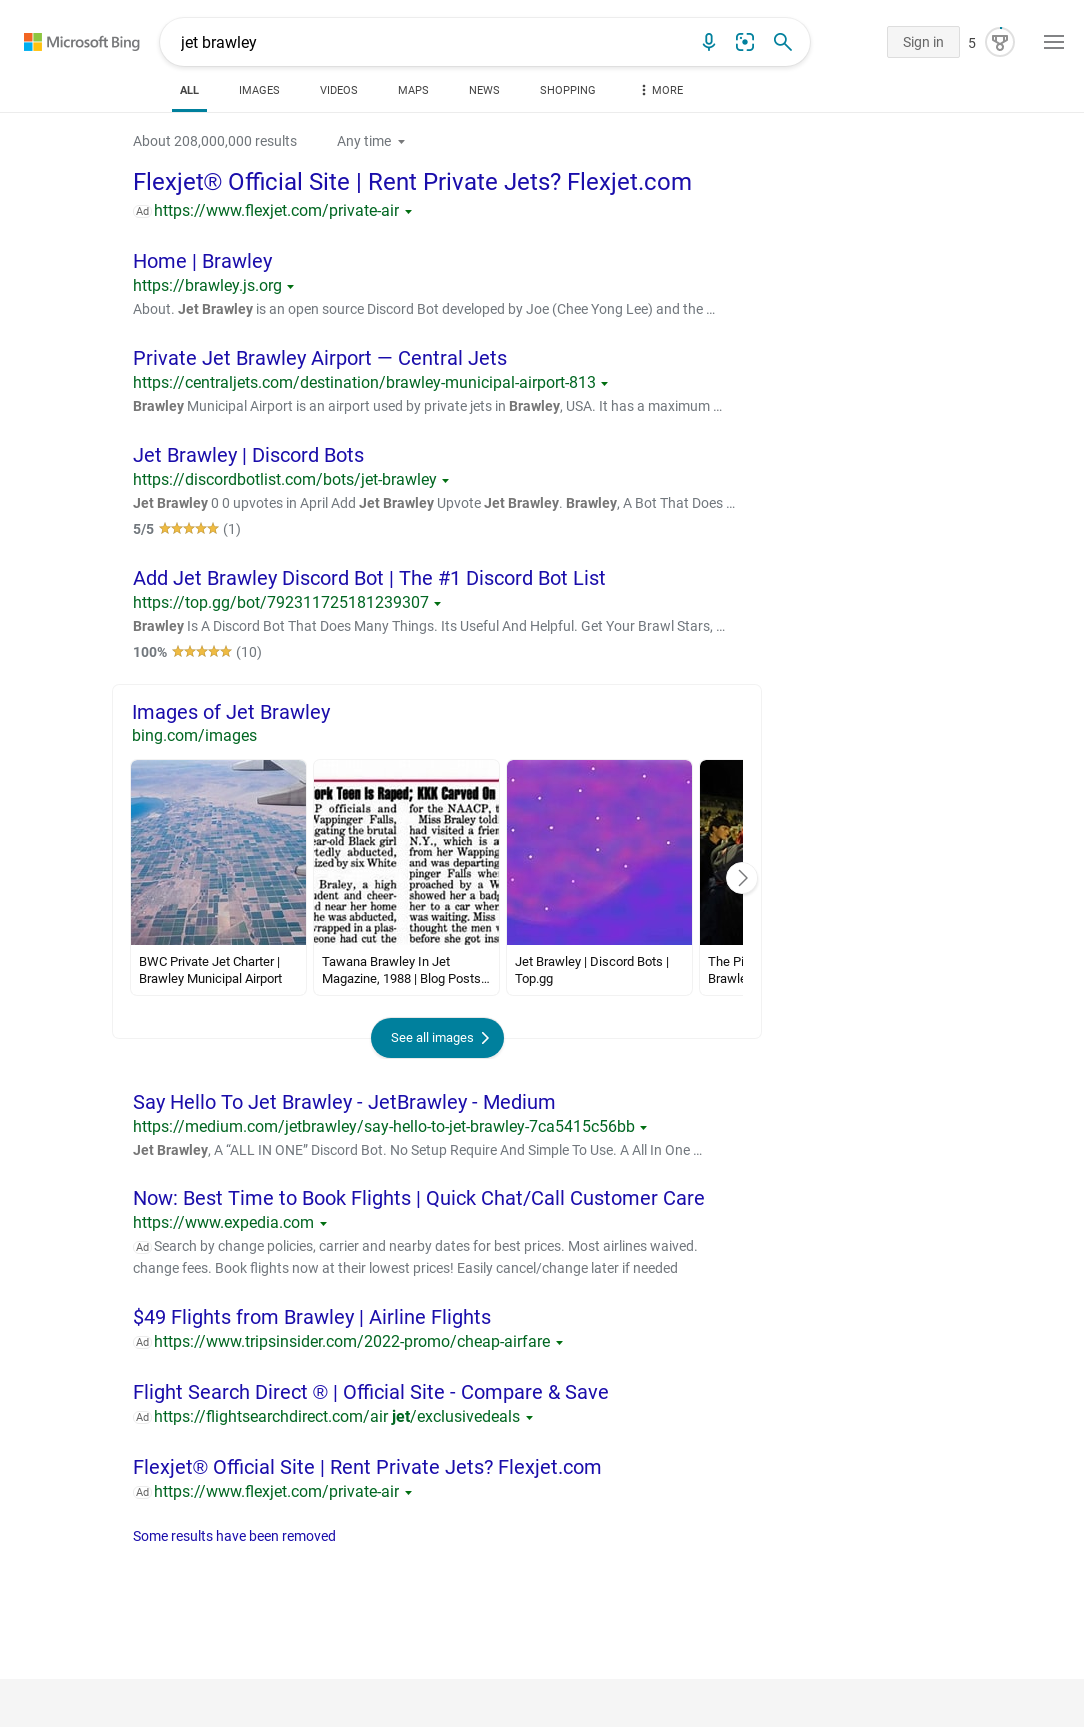 Microsoft Bing
jet brawley
Sign in
5
ALL
IMAGES
VIDEOS
MAPS
NEWS
SHOPPING
MORE
About 208,000,000 results
Any time
Flexjet® Official Site | Rent Private Jets? Flexjet.com
Ad https://www.flexjet.com/private-air
Home | Brawley
https://brawley.js.org
About. Jet Brawley is an open source Discord Bot developed by Joe (Chee Yong Lee) and the …
Private Jet Brawley Airport — Central Jets
https://centraljets.com/destination/brawley-municipal-airport-813
Brawley Municipal Airport is an airport used by private jets in Brawley, USA. It has a maximum …
Jet Brawley | Discord Bots
https://discordbotlist.com/bots/jet-brawley
Jet Brawley 0 0 upvotes in April Add Jet Brawley Upvote Jet Brawley. Brawley, A Bot That Does …
5/5 (1)
Add Jet Brawley Discord Bot | The #1 Discord Bot List
https://top.gg/bot/792311725181239307
Brawley Is A Discord Bot That Does Many Things. Its Useful And Helpful. Get Your Brawl Stars, …
100% (10)
Images of Jet Brawley
bing.com/images
ork Teen Is Raped; KKK Carved On
P officials and
Wappinger Falls,
gating the brutal
ear-old Black girl
rtedly abducted,
ized by six White
Braley, a high
udent and cheer-
d near her home
he was abducted,
wrapped in a plas-
eone had cut the
for the NAACP, t
Miss Braley told
had visited a frien
N.Y., which is a
from her Wapping
and was departing
pinger Falls whe
proached by a W
showed her a badg
her to a car when
was waiting. Miss
thought the men w
before she got ins
BWC Private Jet Charter |
Brawley Municipal Airport
Tawana Brawley In Jet
Magazine, 1988 | Blog Posts…
Jet Brawley | Discord Bots |
Top.gg
The Pi
Brawle
See all images
Say Hello To Jet Brawley - JetBrawley - Medium
https://medium.com/jetbrawley/say-hello-to-jet-brawley-7ca5415c56bb
Jet Brawley, A “ALL IN ONE” Discord Bot. No Setup Require And Simple To Use. A All In One …
Now: Best Time to Book Flights | Quick Chat/Call Customer Care
https://www.expedia.com
Ad Search by change policies, carrier and nearby dates for best prices. Most airlines waived.
change fees. Book flights now at their lowest prices! Easily cancel/change later if needed
$49 Flights from Brawley | Airline Flights
Ad https://www.tripsinsider.com/2022-promo/cheap-airfare
Flight Search Direct ® | Official Site - Compare & Save
Ad https://flightsearchdirect.com/air jet/exclusivedeals
Flexjet® Official Site | Rent Private Jets? Flexjet.com
Ad https://www.flexjet.com/private-air
Some results have been removed